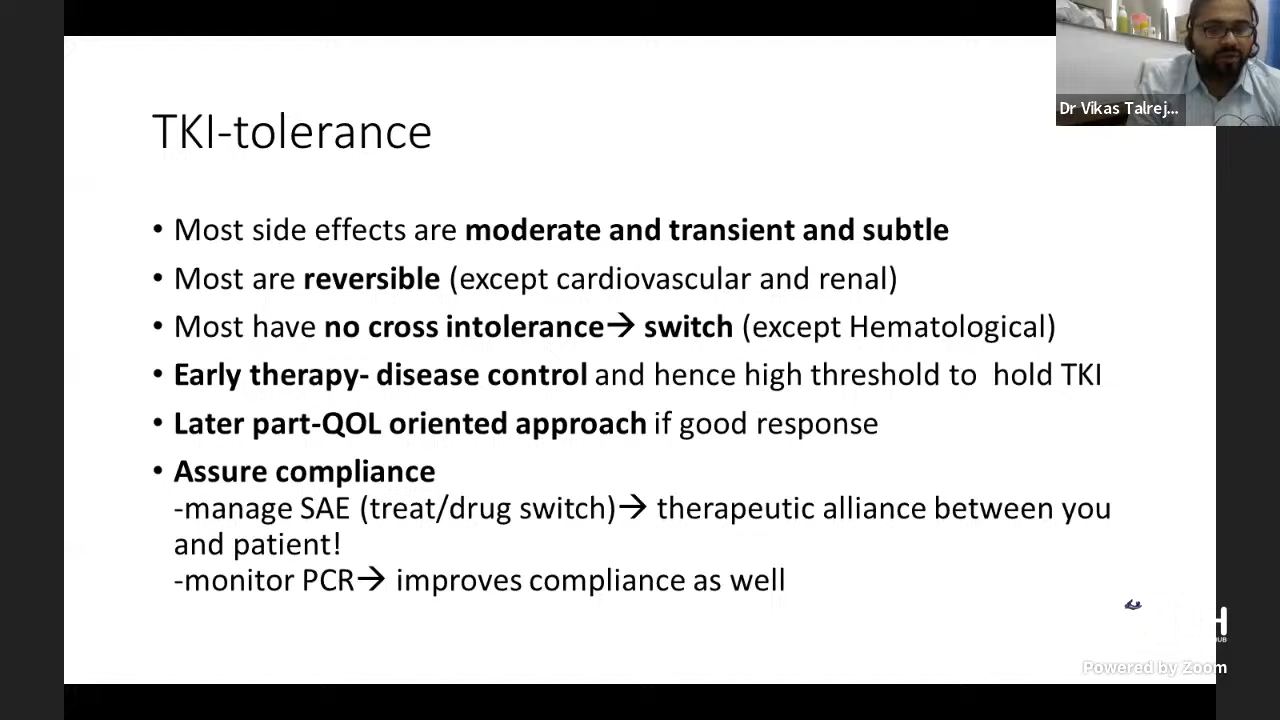 Dr Vikas Talrej...
TKI-tolerance
• Most side effects are moderate and transient and subtle
• Most are reversible (except cardiovascular and renal)
• Most have no cross intolerance→ switch (except Hematological)
• Early therapy- disease control and hence high threshold to  hold TKI
• Later part-QOL oriented approach if good response
• Assure compliance
-manage SAE (treat/drug switch)→ therapeutic alliance between you
and patient!
-monitor PCR→ improves compliance as well
H
UB
Powered by Zoom